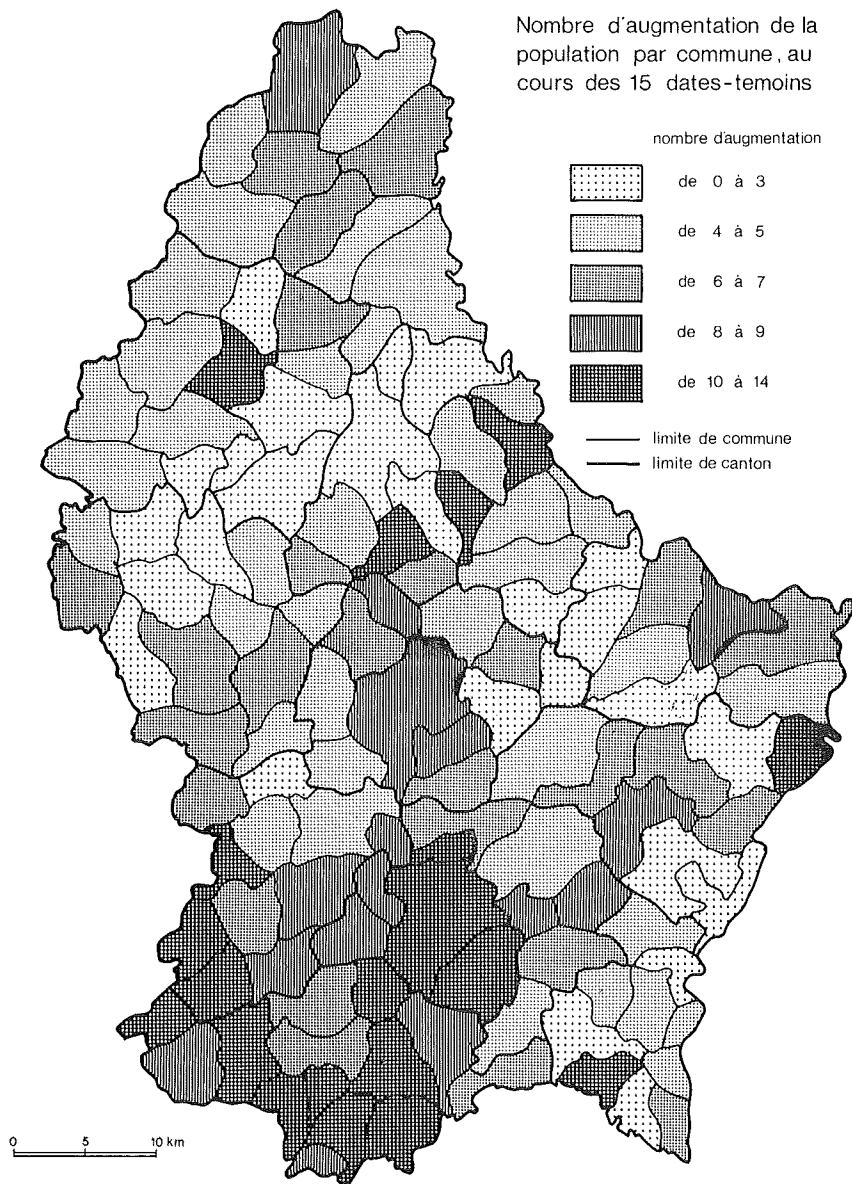 Nombre d'augmentation de la
population par commune, au
cours des 15 dates-temoins
nombre d'augmentation
de 0 à 3
de 4 à 5
de 6 à 7
de 8 à 9
de 10 à 14
limite de commune
limite de canton
0 5 10 km